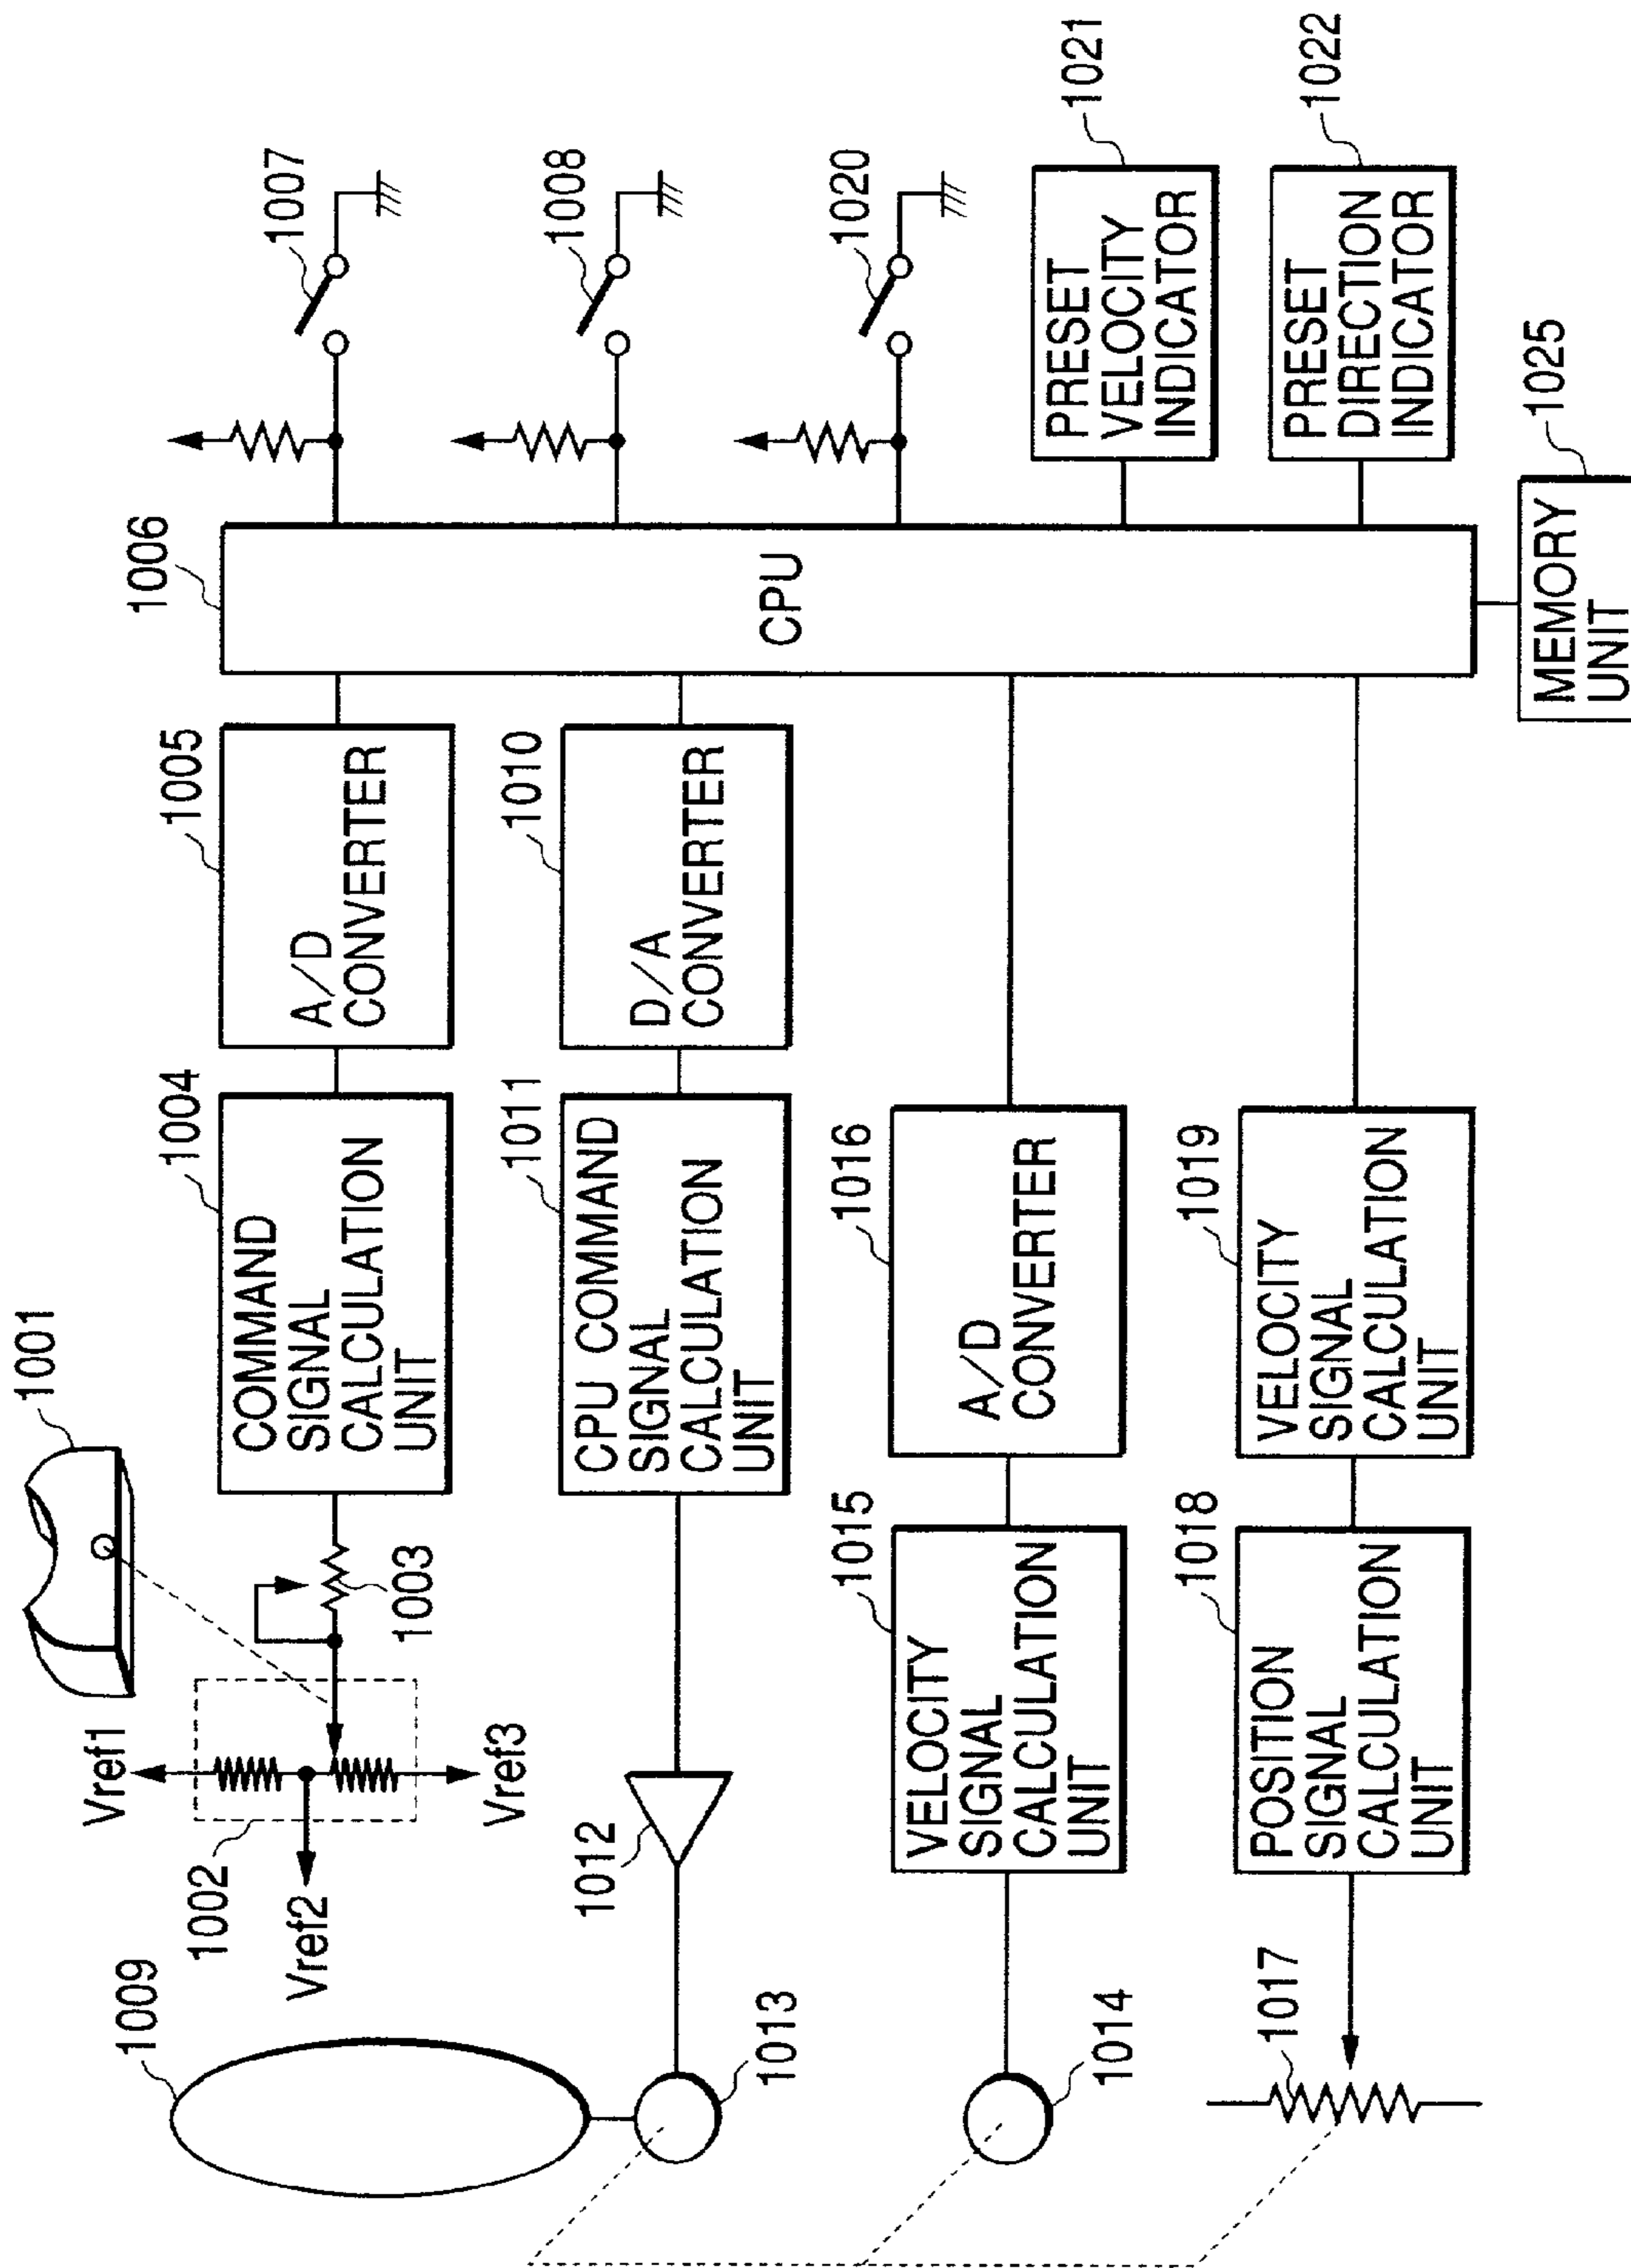 1001
Vref1
1002
Vref2
Vref3
1003
1004
COMMAND
SIGNAL
CALCULATION
UNIT
1005
A/D
CONVERTER
1006
CPU
1007
1008
1020
1009
1012
1013
1011
CPU COMMAND
SIGNAL
CALCULATION
UNIT
1010
D/A
CONVERTER
1014
1015
VELOCITY
SIGNAL
CALCULATION
UNIT
1016
A/D
CONVERTER
1021
PRESET
VELOCITY
INDICATOR
1017
1018
POSITION
SIGNAL
CALCULATION
UNIT
1019
VELOCITY
SIGNAL
CALCULATION
UNIT
1022
PRESET
DIRECTION
INDICATOR
1025
MEMORY
UNIT